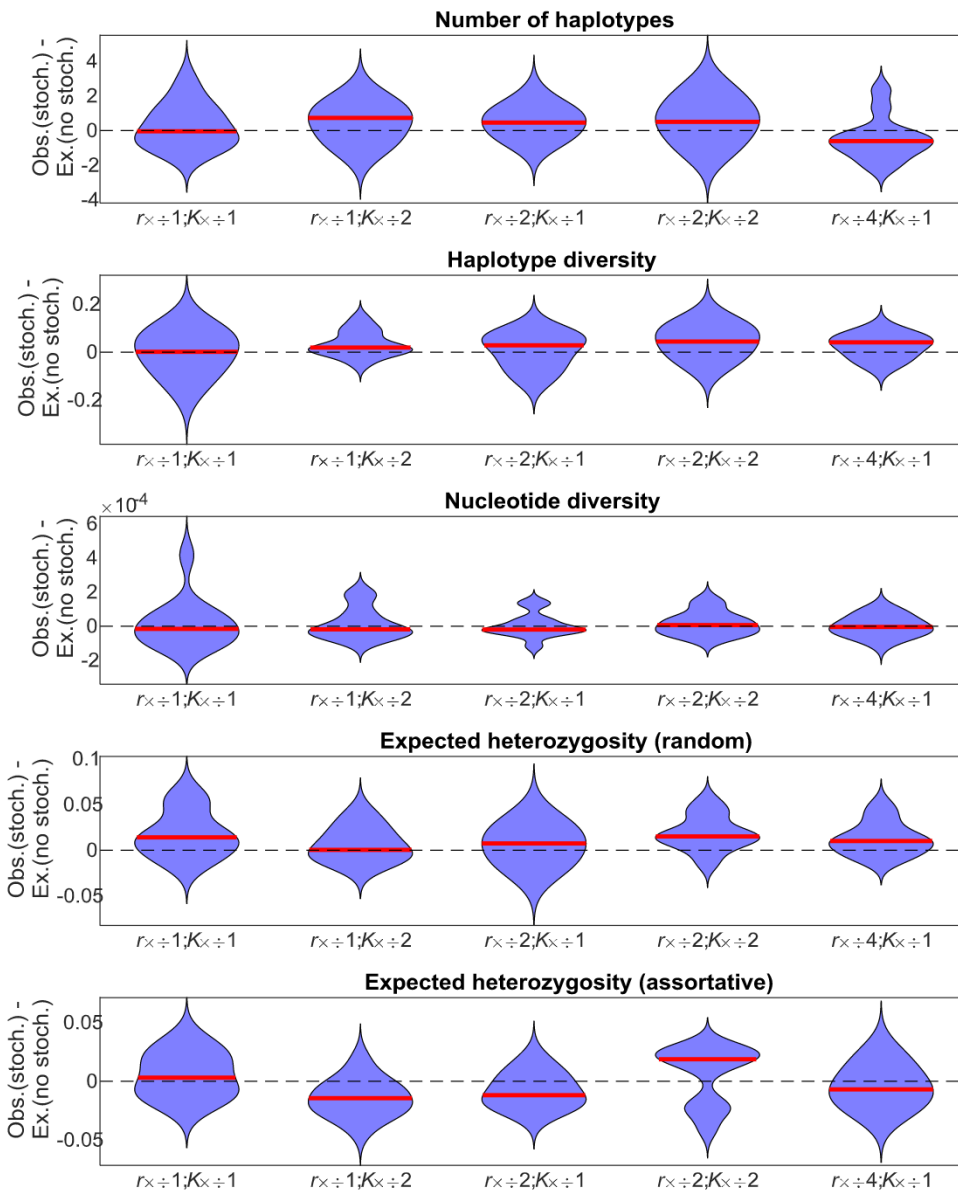 Number of haplotypes
Obs.(stoch.) -
Ex.(no stoch.)
4
2
0
-2
-4
r×÷1;K×÷1 r×÷1;K×÷2 r×÷2;K×÷1 r×÷2;K×÷2 r×÷4;K×÷1
Haplotype diversity
Obs.(stoch.) -
Ex.(no stoch.)
0.2
0
-0.2
r×÷1;K×÷1 r×÷1;K×÷2 r×÷2;K×÷1 r×÷2;K×÷2 r×÷4;K×÷1
Nucleotide diversity
×10⁻⁴
Obs.(stoch.) -
Ex.(no stoch.)
6
4
2
0
-2
r×÷1;K×÷1 r×÷1;K×÷2 r×÷2;K×÷1 r×÷2;K×÷2 r×÷4;K×÷1
Expected heterozygosity (random)
Obs.(stoch.) -
Ex.(no stoch.)
0.1
0.05
0
-0.05
r×÷1;K×÷1 r×÷1;K×÷2 r×÷2;K×÷1 r×÷2;K×÷2 r×÷4;K×÷1
Expected heterozygosity (assortative)
Obs.(stoch.) -
Ex.(no stoch.)
0.05
0
-0.05
r×÷1;K×÷1 r×÷1;K×÷2 r×÷2;K×÷1 r×÷2;K×÷2 r×÷4;K×÷1